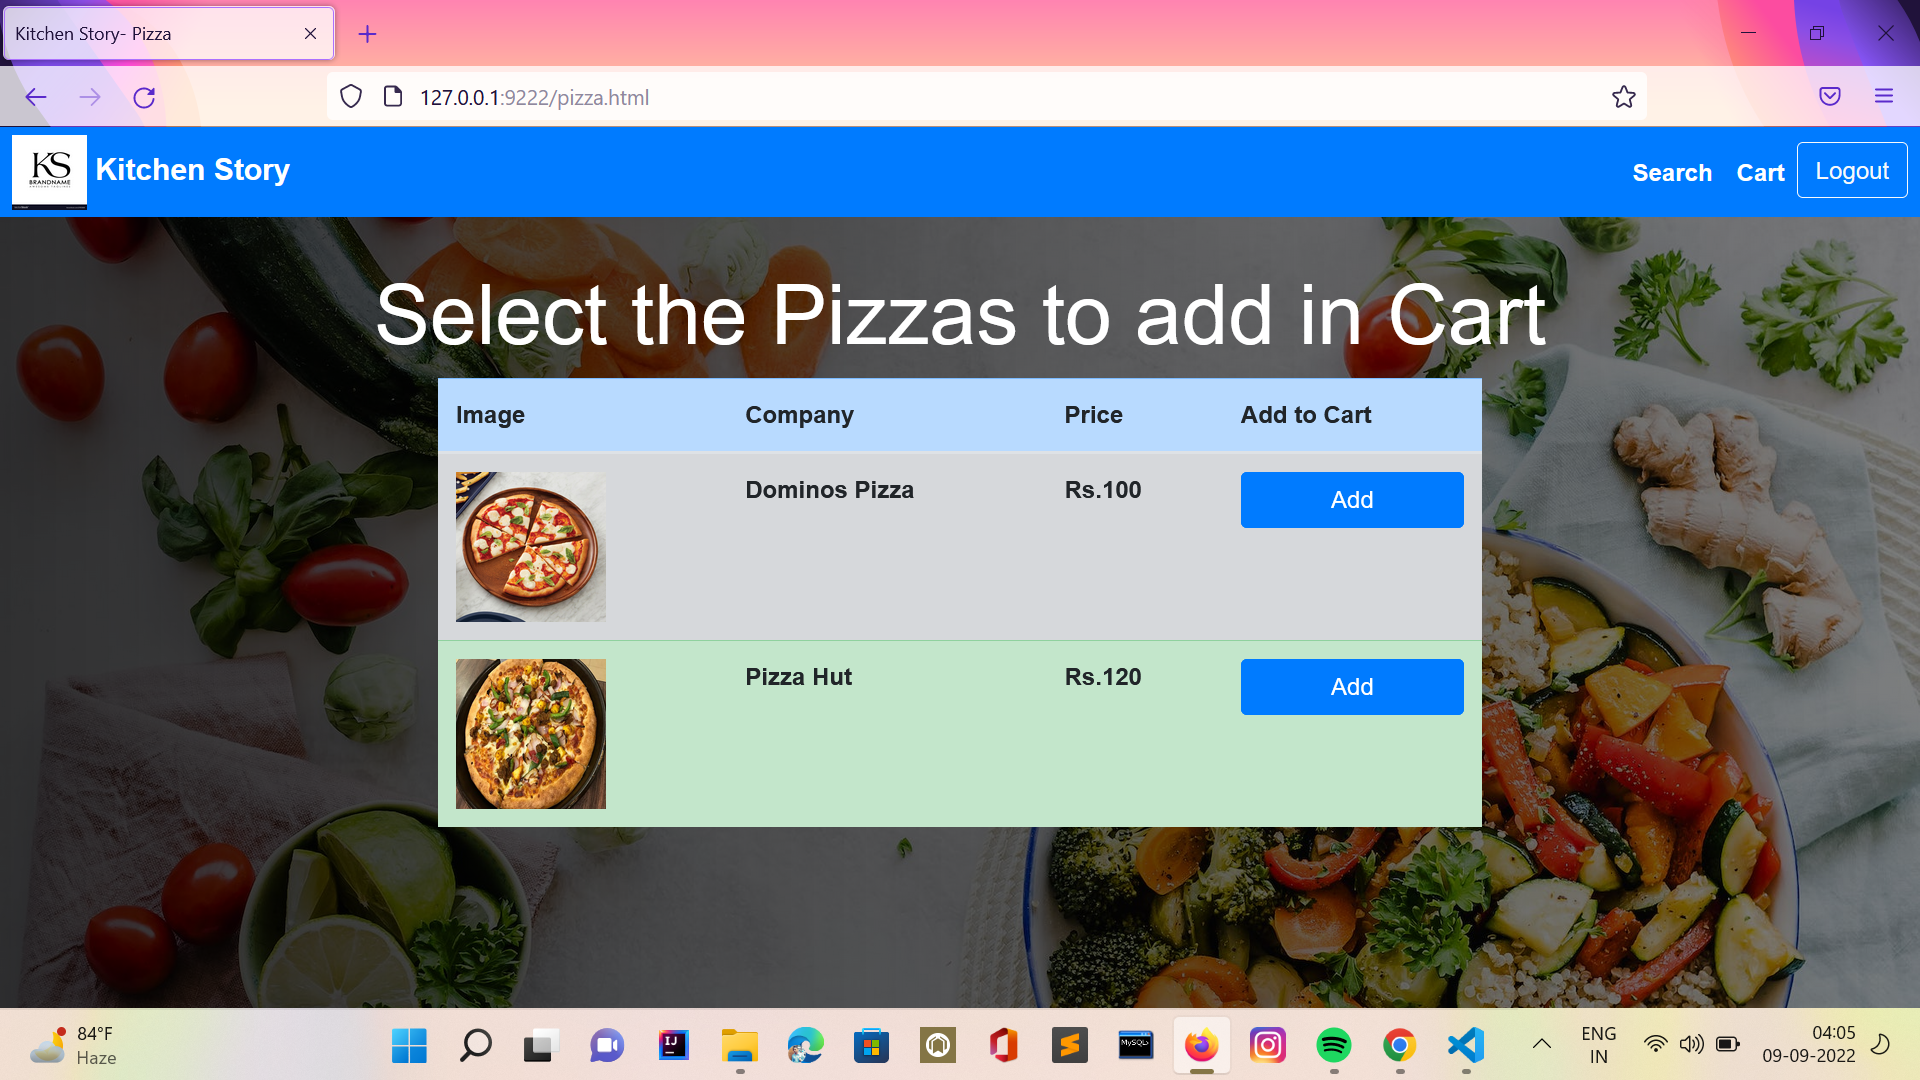 Kitchen Story- Pizza
127.0.0.1:9222/pizza.html
KS
BRANDNAME
Kitchen Story
Search
Cart
Logout
Select the Pizzas to add in Cart
Image
Company
Price
Add to Cart
Dominos Pizza
Rs.100
Add
Pizza Hut
Rs.120
Add
84°F
Haze
IJ
MySQL
ENG
IN
04:05
09-09-2022